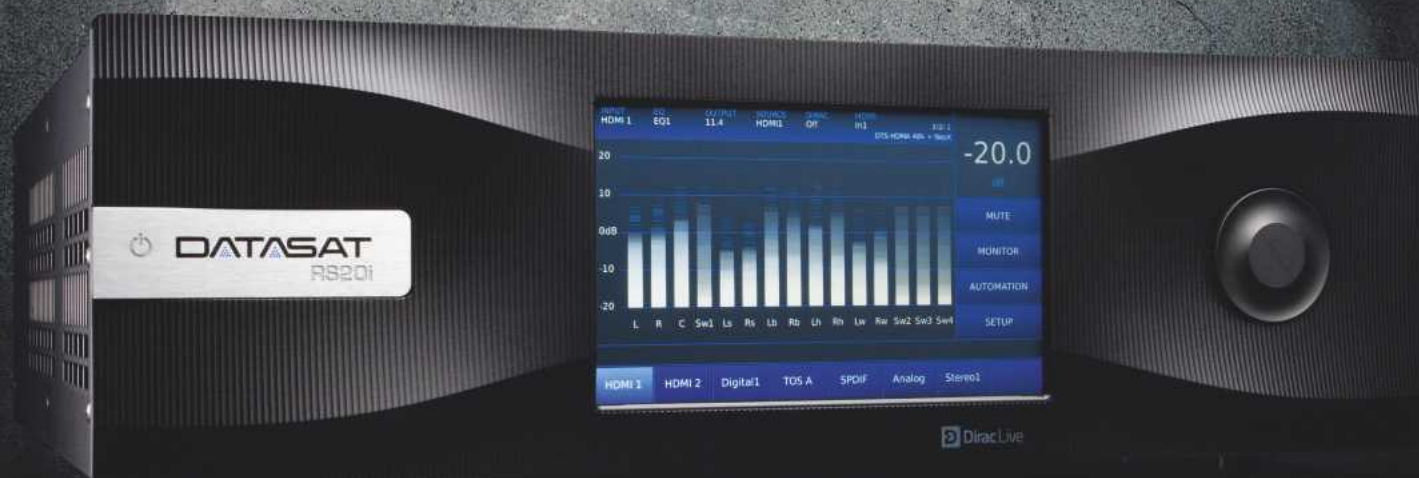 INPUT EQ OUTPUT SOURCE DIRAC HDMI
HDMI 1 EQ1 11.4 HDMI1 Off In1
-20.0
dB
20
10
0dB
-10
-20
MUTE
MONITOR
AUTOMATION
SETUP
L R C Sw1 Ls Rs Lb Rb Lh Rh Lw Rw Sw2 Sw3 Sw4
HDMI 1 HDMI 2 Digital1 TOS A SPDIF Analog Stereo1
DATASAT
RS20i
Dirac Live